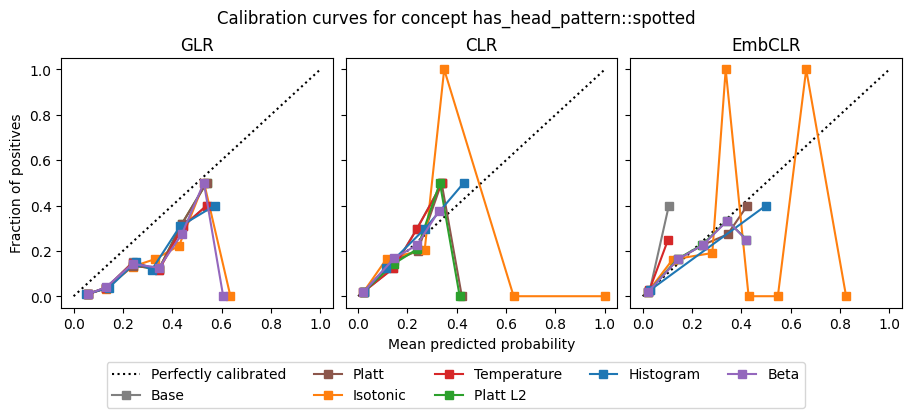 Calibration curves for concept has_head_pattern::spotted
GLR
CLR
EmbCLR
Fraction of positives
1.0
0.8
0.6
0.4
0.2
0.0
0.0 0.2 0.4 0.6 0.8 1.0
0.0 0.2 0.4 0.6 0.8 1.0
0.0 0.2 0.4 0.6 0.8 1.0
Mean predicted probability
Perfectly calibrated Platt Temperature Histogram Beta
Base Isotonic Platt L2